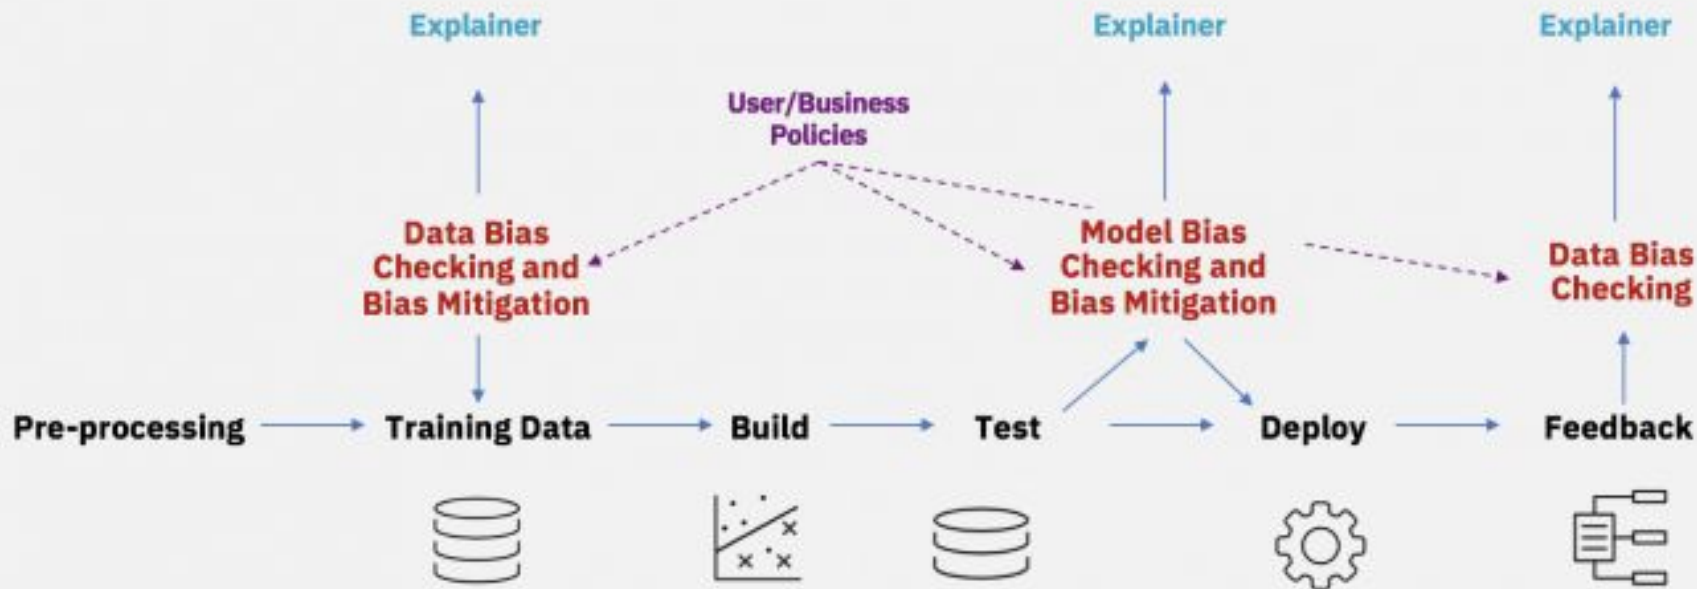 Explainer
Explainer
Explainer
User/Business
Policies
Data Bias
Checking and
Bias Mitigation
Model Bias
Checking and
Bias Mitigation
Data Bias
Checking
Pre-processing
Training Data
Build
Test
Deploy
Feedback